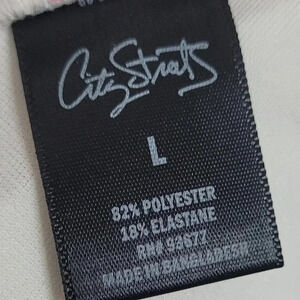 City Streets
L
82% POLYESTER
18% ELASTANE
RN# 93677
MADE IN BANGLADESH